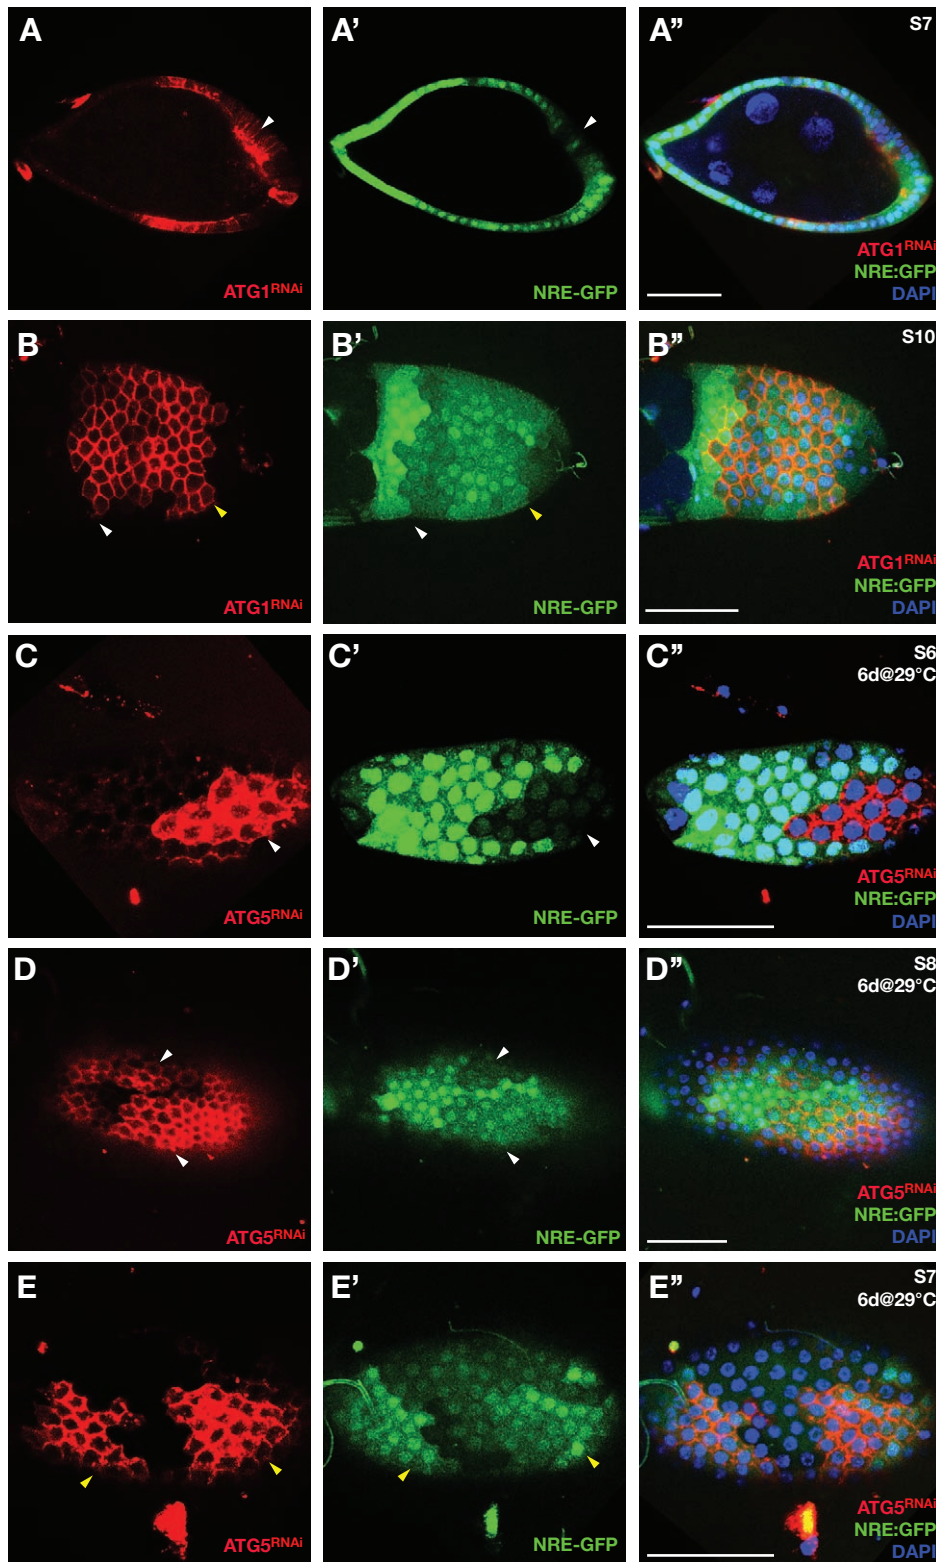 A
ATG1RNAi
A’
NRE-GFP
A”
S7
ATG1RNAi
NRE:GFP
DAPI
B
ATG1RNAi
B’
NRE-GFP
B”
S10
ATG1RNAi
NRE:GFP
DAPI
C
ATG5RNAi
C’
NRE-GFP
C”
S6
6d@29°C
ATG5RNAi
NRE:GFP
DAPI
D
ATG5RNAi
D’
NRE-GFP
D”
S8
6d@29°C
ATG5RNAi
NRE:GFP
DAPI
E
ATG5RNAi
E’
NRE-GFP
E”
S7
6d@29°C
ATG5RNAi
NRE:GFP
DAPI